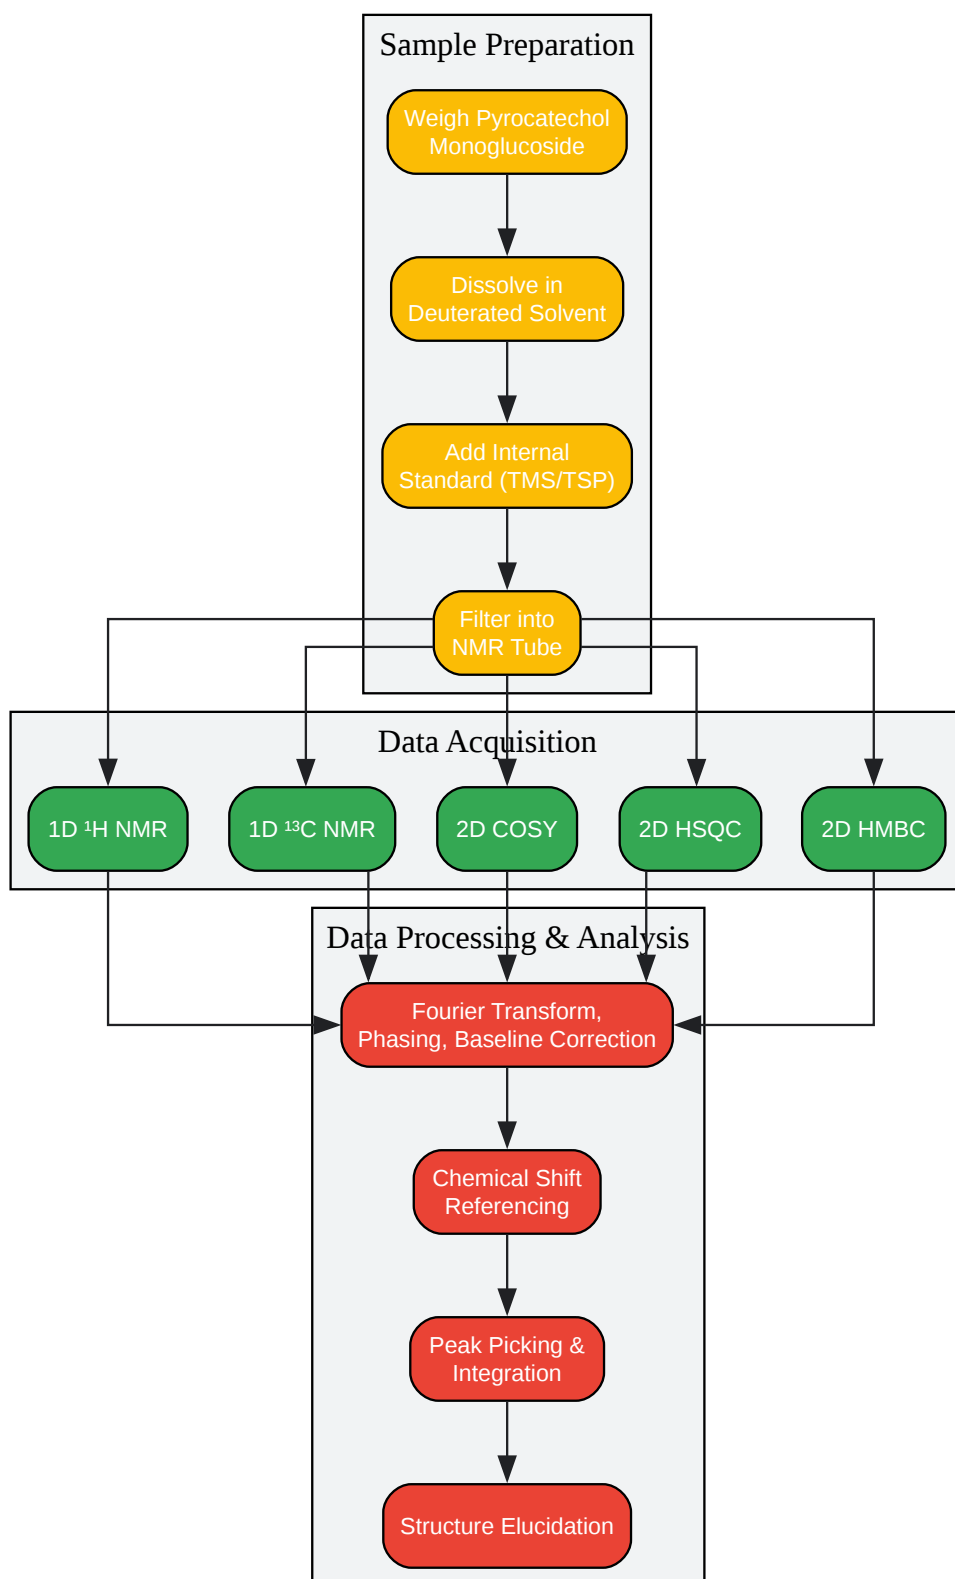 Sample Preparation
Weigh Pyrocatechol
Monoglucoside
Dissolve in
Deuterated Solvent
Add Internal
Standard (TMS/TSP)
Filter into
NMR Tube
Data Acquisition
1D ¹H NMR
1D ¹³C NMR
2D COSY
2D HSQC
2D HMBC
Data Processing & Analysis
Fourier Transform,
Phasing, Baseline Correction
Chemical Shift
Referencing
Peak Picking &
Integration
Structure Elucidation